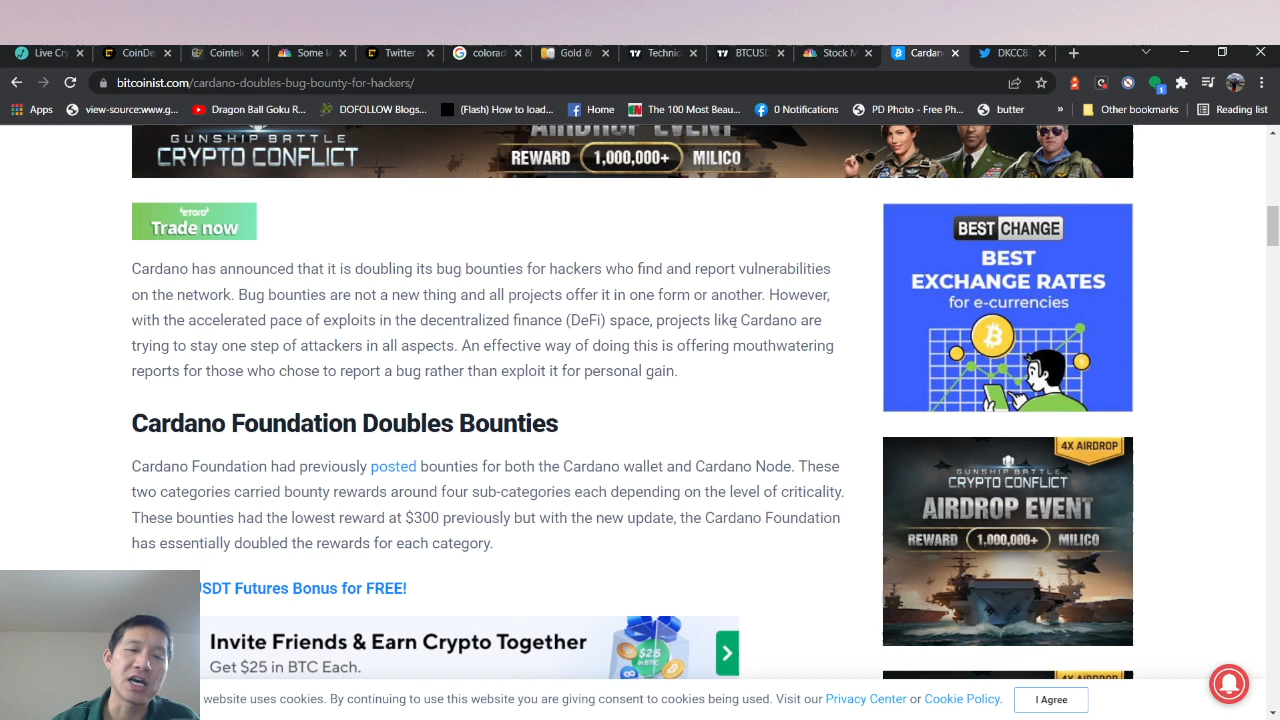 Live Cry
CoinDe
Cointele
Some la
Twitter
colorad
Gold &
Technic
BTCUSD
Stock M
Cardan
DKCC8
bitcoinist.com/cardano-doubles-bug-bounty-for-hackers/
Apps
view-source:www.g...
Dragon Ball Goku R...
DOFOLLOW Blogs...
(Flash) How to load...
Home
The 100 Most Beau...
0 Notifications
PD Photo - Free Ph...
butter
»
Other bookmarks
Reading list
GUNSHIP BATTLE
CRYPTO CONFLICT
AIRDROP EVENT
REWARD 1,000,000+ MILICO
eToro
Trade now
Cardano has announced that it is doubling its bug bounties for hackers who find and report vulnerabilities
on the network. Bug bounties are not a new thing and all projects offer it in one form or another. However,
with the accelerated pace of exploits in the decentralized finance (DeFi) space, projects like Cardano are
trying to stay one step of attackers in all aspects. An effective way of doing this is offering mouthwatering
reports for those who chose to report a bug rather than exploit it for personal gain.
Cardano Foundation Doubles Bounties
Cardano Foundation had previously posted bounties for both the Cardano wallet and Cardano Node. These
two categories carried bounty rewards around four sub-categories each depending on the level of criticality.
These bounties had the lowest reward at $300 previously but with the new update, the Cardano Foundation
has essentially doubled the rewards for each category.
USDT Futures Bonus for FREE!
Invite Friends & Earn Crypto Together
Get $25 in BTC Each.
$25
in BTC
BEST CHANGE
BEST
EXCHANGE RATES
for e-currencies
4X AIRDROP
GUNSHIP BATTLE
CRYPTO CONFLICT
AIRDROP EVENT
REWARD 1,000,000+ MILICO
4X AIRDROP
website uses cookies. By continuing to use this website you are giving consent to cookies being used. Visit our Privacy Center or Cookie Policy.
I Agree